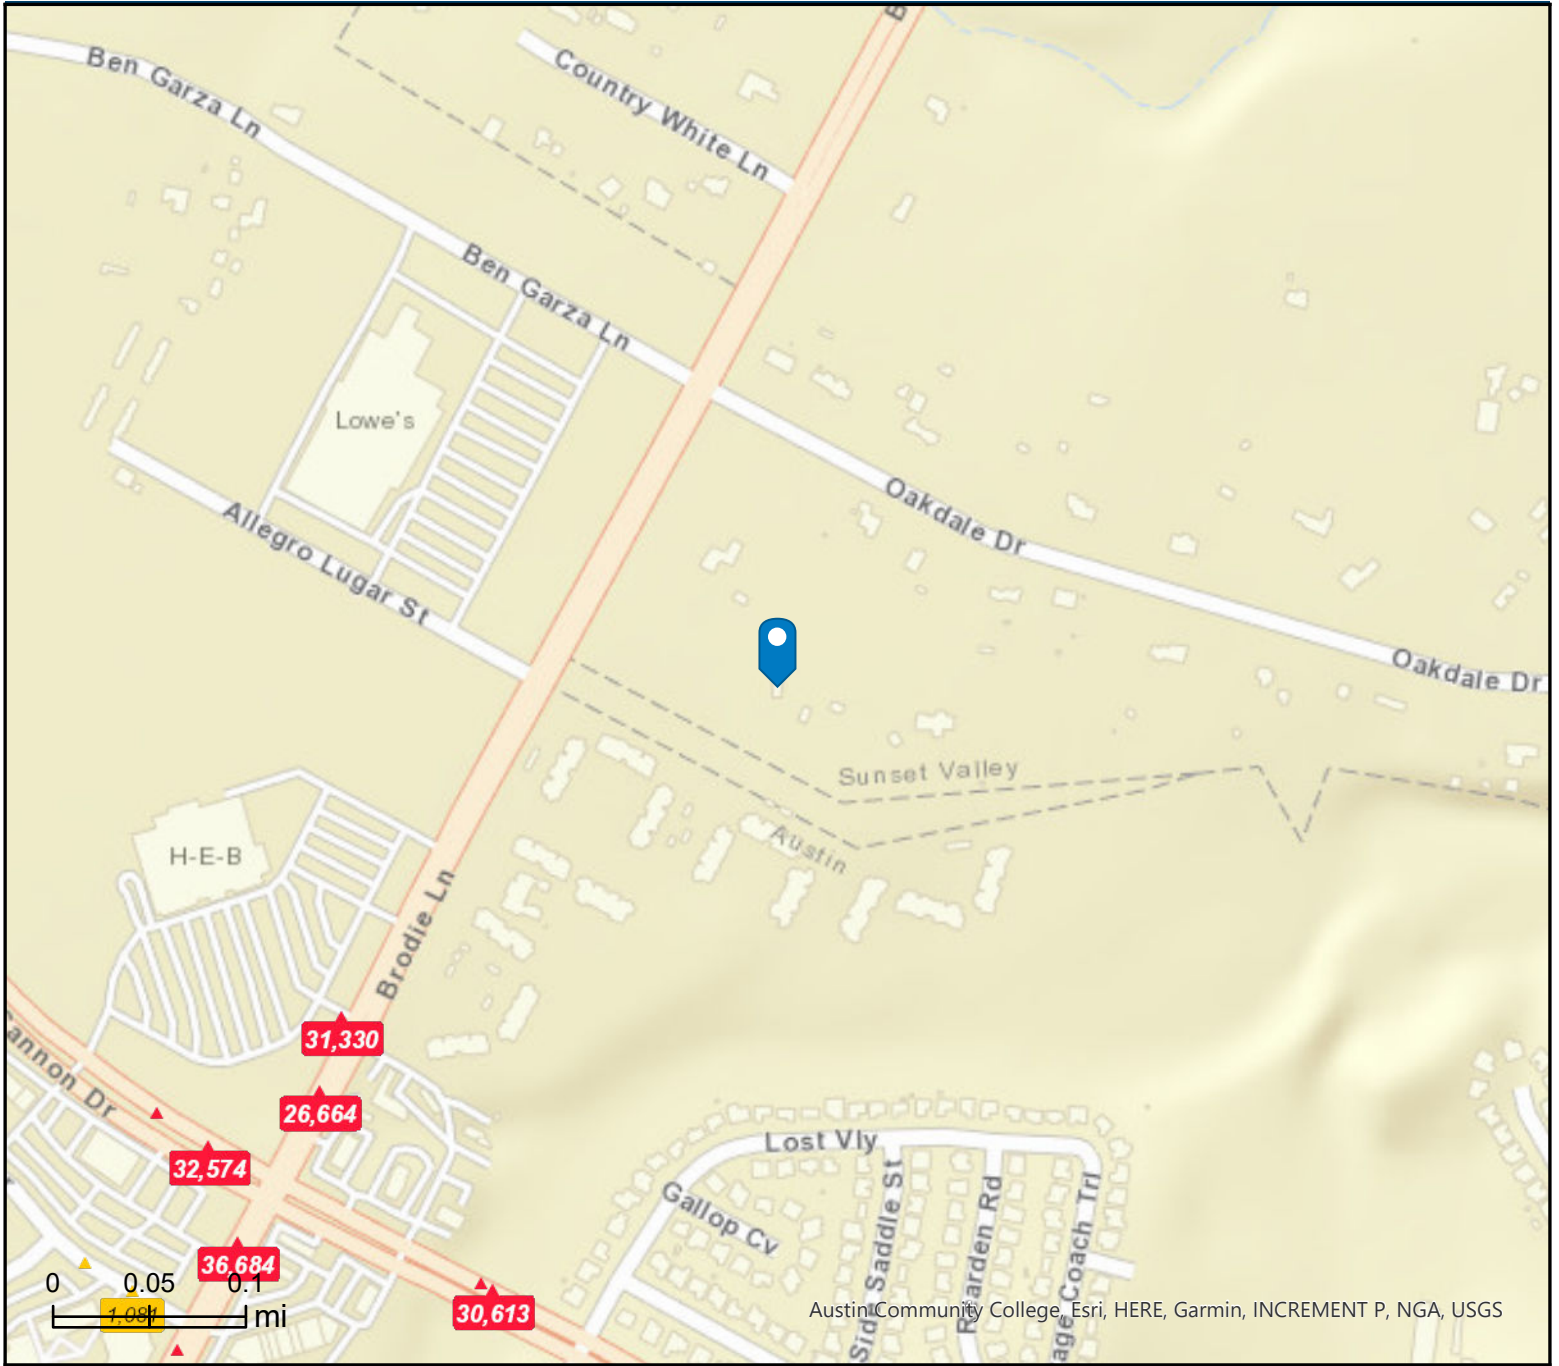 B
Ben Garza Ln
Country White Ln
Ben Garza Ln
Lowe's
Oakdale Dr
Allegro Lugar St
Oakdale Dr
Sunset Valley
Austin
H-E-B
Brodie Ln
31,330
annon Dr
26,664
32,574
Lost Vly
Gallop Cv
Side Saddle St
Rearden Rd
age Coach Trl
36,684
30,613
0 0.05 0.1
mi
Austin Community College, Esri, HERE, Garmin, INCREMENT P, NGA, USGS